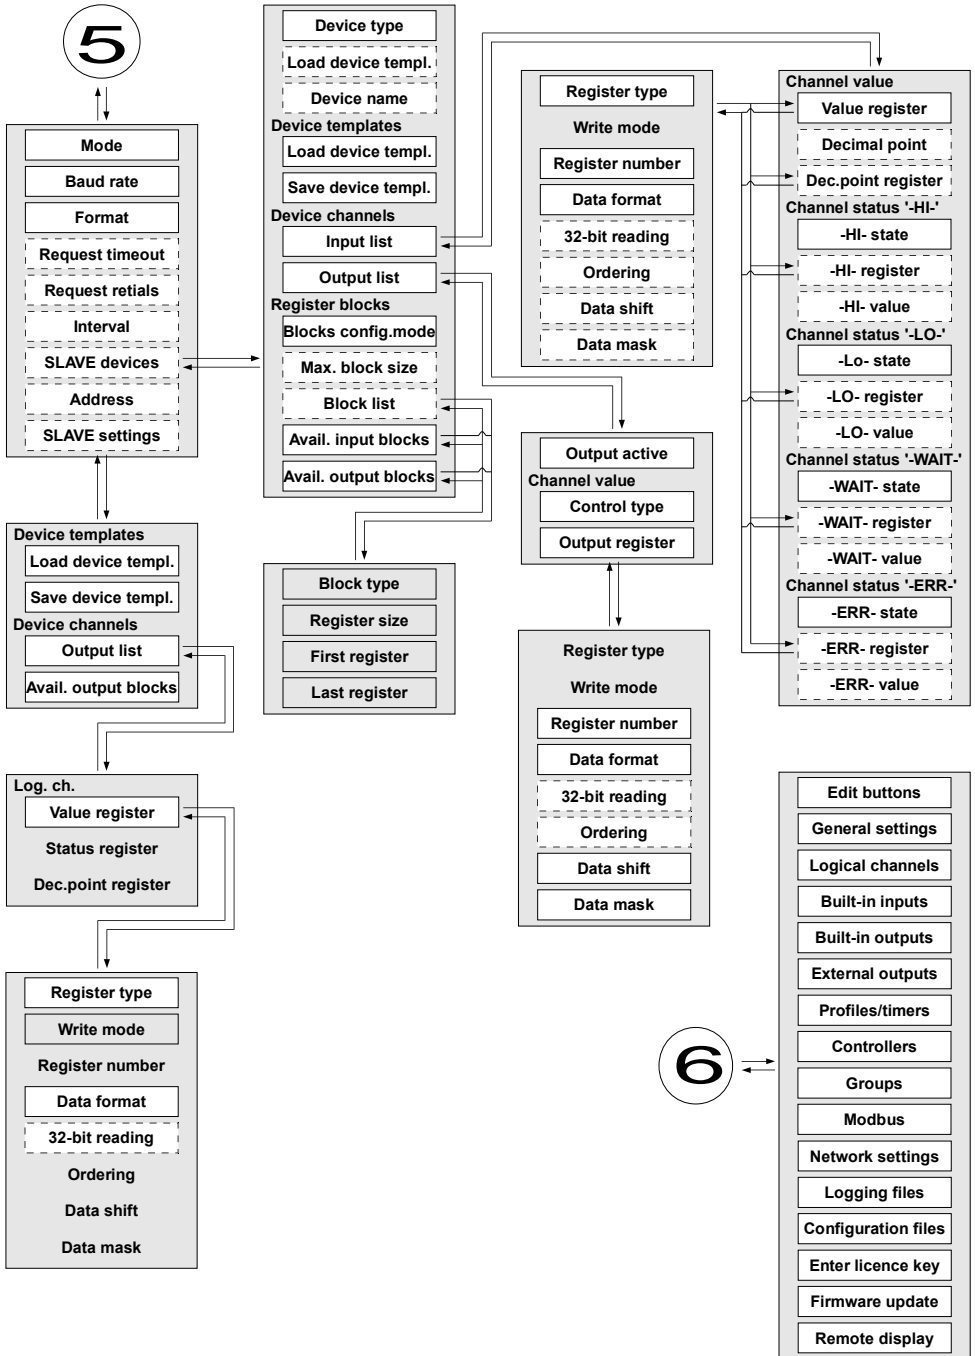 5
Mode
Baud rate
Format
Request timeout
Request retials
Interval
SLAVE devices
Address
SLAVE settings
Device templates
Load device templ.
Save device templ.
Device channels
Output list
Avail. output blocks
Log. ch.
Value register
Status register
Dec.point register
Register type
Write mode
Register number
Data format
32-bit reading
Ordering
Data shift
Data mask
Device type
Load device templ.
Device name
Device templates
Load device templ.
Save device templ.
Device channels
Input list
Output list
Register blocks
Blocks config.mode
Max. block size
Block list
Avail. input blocks
Avail. output blocks
Block type
Register size
First register
Last register
Register type
Write mode
Register number
Data format
32-bit reading
Ordering
Data shift
Data mask
Output active
Channel value
Control type
Output register
Register type
Write mode
Register number
Data format
32-bit reading
Ordering
Data shift
Data mask
Channel value
Value register
Decimal point
Dec.point register
Channel status '-HI-'
-HI- state
-HI- register
-HI- value
Channel status '-LO-'
-Lo- state
-LO- register
-LO- value
Channel status '-WAIT-'
-WAIT- state
-WAIT- register
-WAIT- value
Channel status '-ERR-'
-ERR- state
-ERR- register
-ERR- value
6
Edit buttons
General settings
Logical channels
Built-in inputs
Built-in outputs
External outputs
Profiles/timers
Controllers
Groups
Modbus
Network settings
Logging files
Configuration files
Enter licence key
Firmware update
Remote display